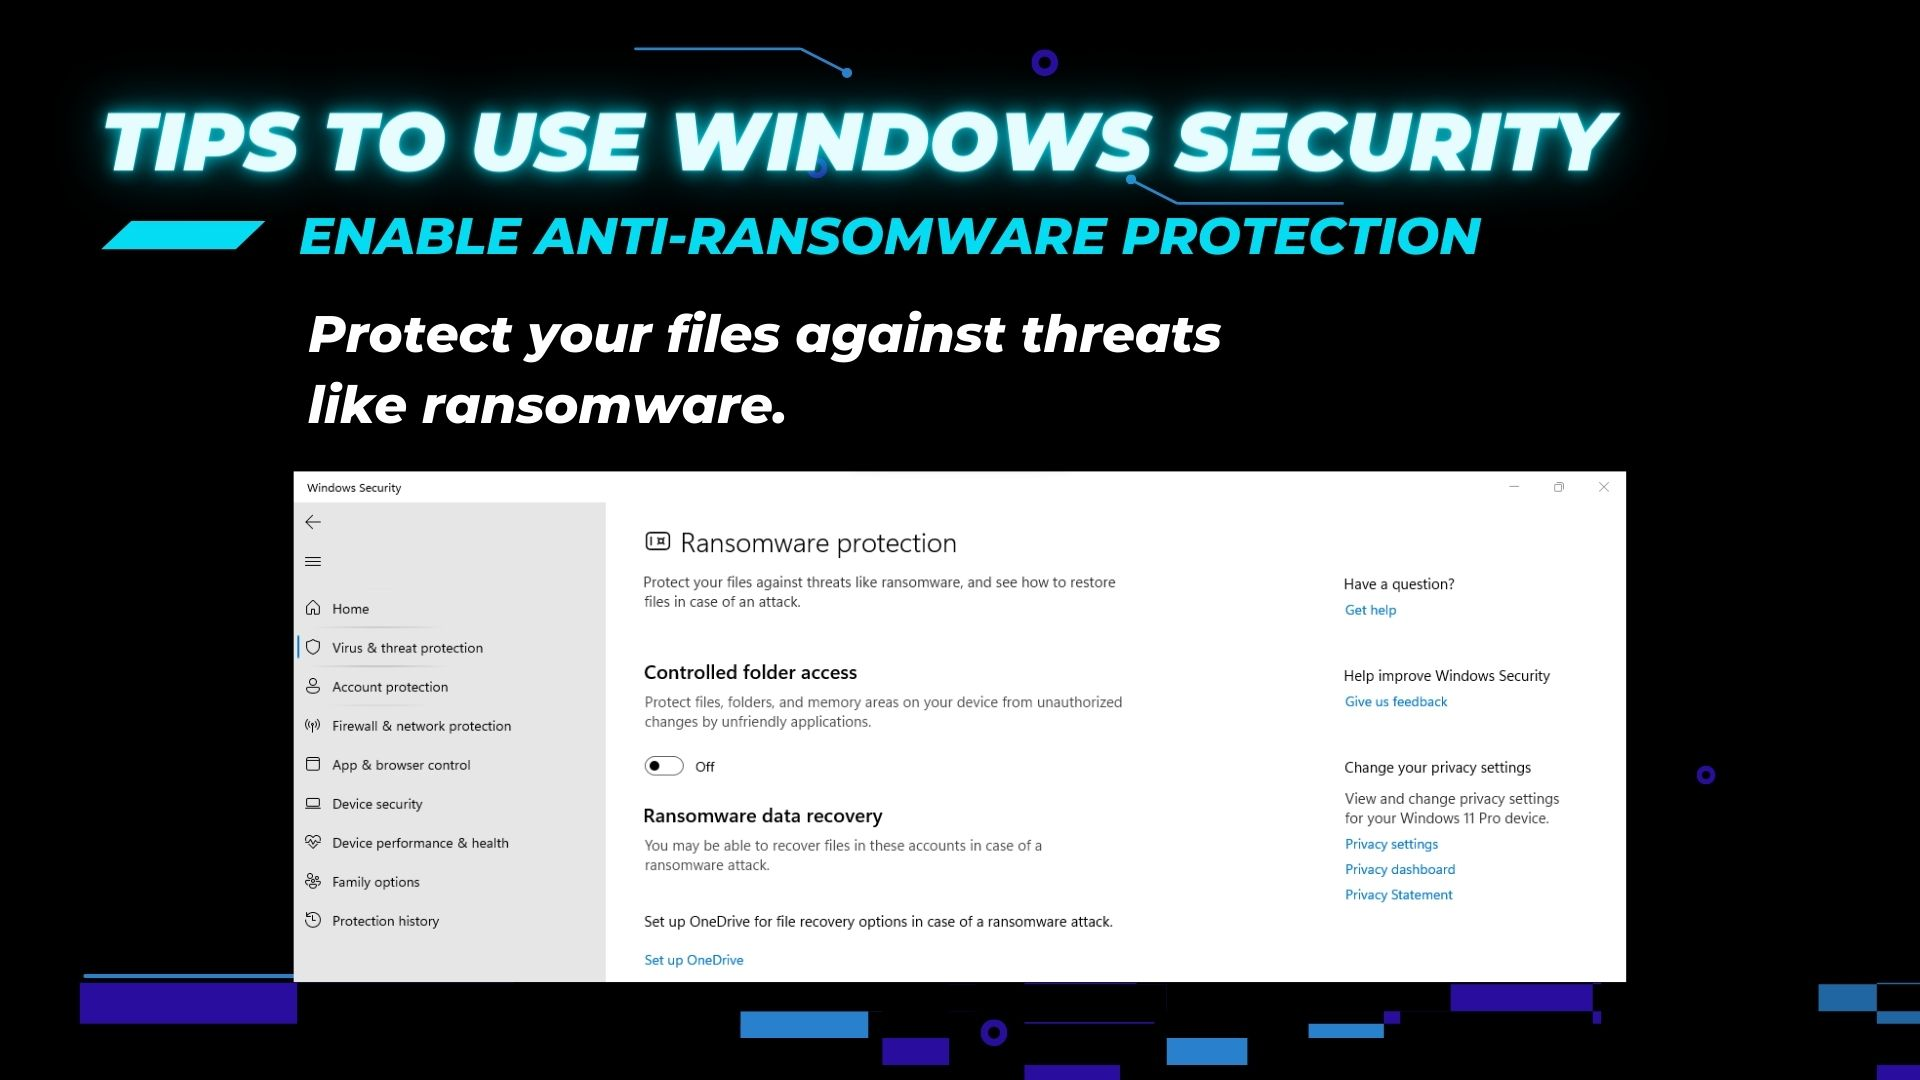 TIPS TO USE WINDOWS SECURITY
ENABLE ANTI-RANSOMWARE PROTECTION
Protect your files against threats
like ransomware.
Windows Security
Home
Virus & threat protection
Account protection
Firewall & network protection
App & browser control
Device security
Device performance & health
Family options
Protection history
Ransomware protection
Protect your files against threats like ransomware, and see how to restore
files in case of an attack.
Controlled folder access
Protect files, folders, and memory areas on your device from unauthorized
changes by unfriendly applications.
Off
Ransomware data recovery
You may be able to recover files in these accounts in case of a
ransomware attack.
Set up OneDrive for file recovery options in case of a ransomware attack.
Set up OneDrive
Have a question?
Get help
Help improve Windows Security
Give us feedback
Change your privacy settings
View and change privacy settings
for your Windows 11 Pro device.
Privacy settings
Privacy dashboard
Privacy Statement